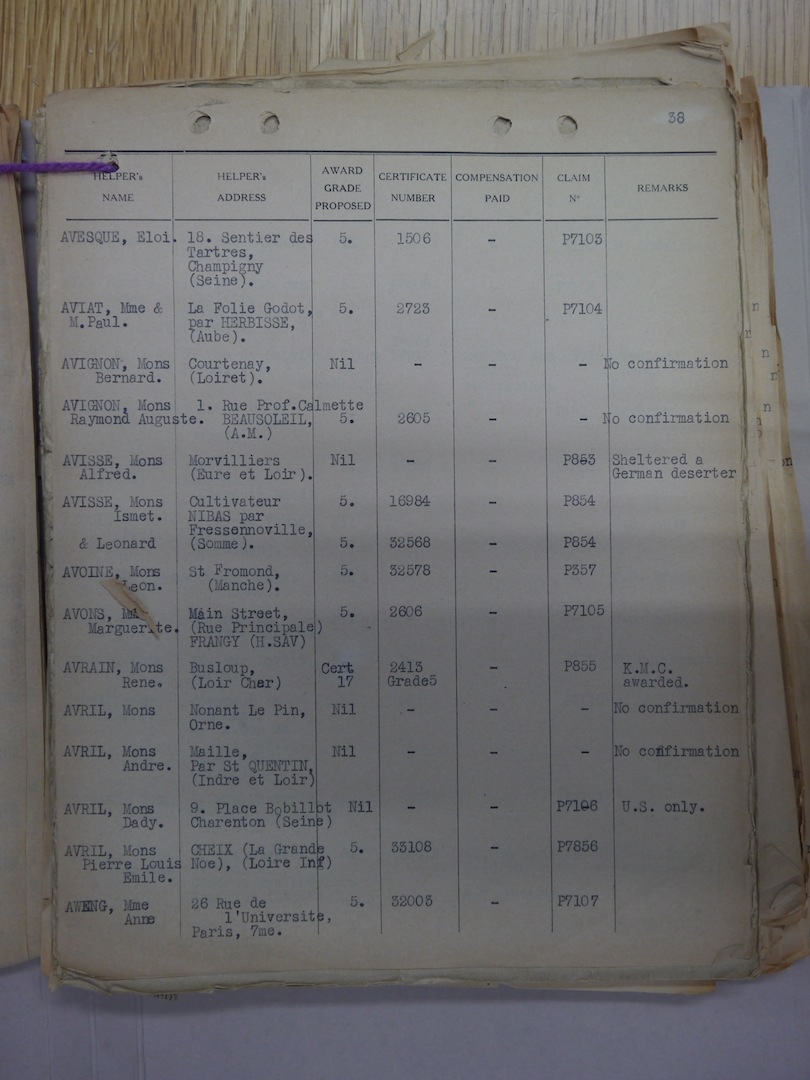 38
HELPER's NAME HELPER's ADDRESS AWARD GRADE PROPOSED CERTIFICATE NUMBER COMPENSATION PAID CLAIM N° REMARKS
AVESQUE, Eloi. 18. Sentier des 5. 1506 - P7103
Tartres,
Champigny
(Seine).
AVIAT, Mme & La Folie Godot, 5. 2723 - P7104
M.Paul. par HERBISSE,
(Aube).
AVIGNON, Mons Courtenay, Nil - - - No confirmation
Bernard. (Loiret).
AVIGNON, Mons 1. Rue Prof.Calmette
Raymond Auguste. BEAUSOLEIL, 5. 2605 - - No confirmation
(A.M.)
AVISSE, Mons Morvilliers Nil - - P853 Sheltered a
Alfred. (Eure et Loir). German deserter
AVISSE, Mons Cultivateur 5. 16984 - P854
Ismet. NIBAS par
Fressennoville,
& Leonard (Somme). 5. 32568 - P854
AVOINE, Mons St Fromond, 5. 32578 - P357
Leon. (Manche).
AVONS, Main Street, 5. 2606 - P7105
Marguerite. (Rue Principale)
FRANGY (H.SAV)
AVRAIN, Mons Busloup, Cert 2413 - P855 K.M.C.
Rene. (Loir Cher) 17 Grade5 awarded.
AVRIL, Mons Nonant Le Pin, Nil - - - No confirmation
Orne.
AVRIL, Mons Maille, Nil - - - No confirmation
Andre. Par St QUENTIN,
(Indre et Loir)
AVRIL, Mons 9. Place Bobillot Nil - - P7106 U.S. only.
Dady. Charenton (Seine)
AVRIL, Mons CHEIX (La Grande 5. 33108 - P7856
Pierre Louis Noe), (Loire Inf)
Emile.
AWENG, Mme 26 Rue de 5. 32003 - P7107
Anne l'Universite,
Paris, 7me.